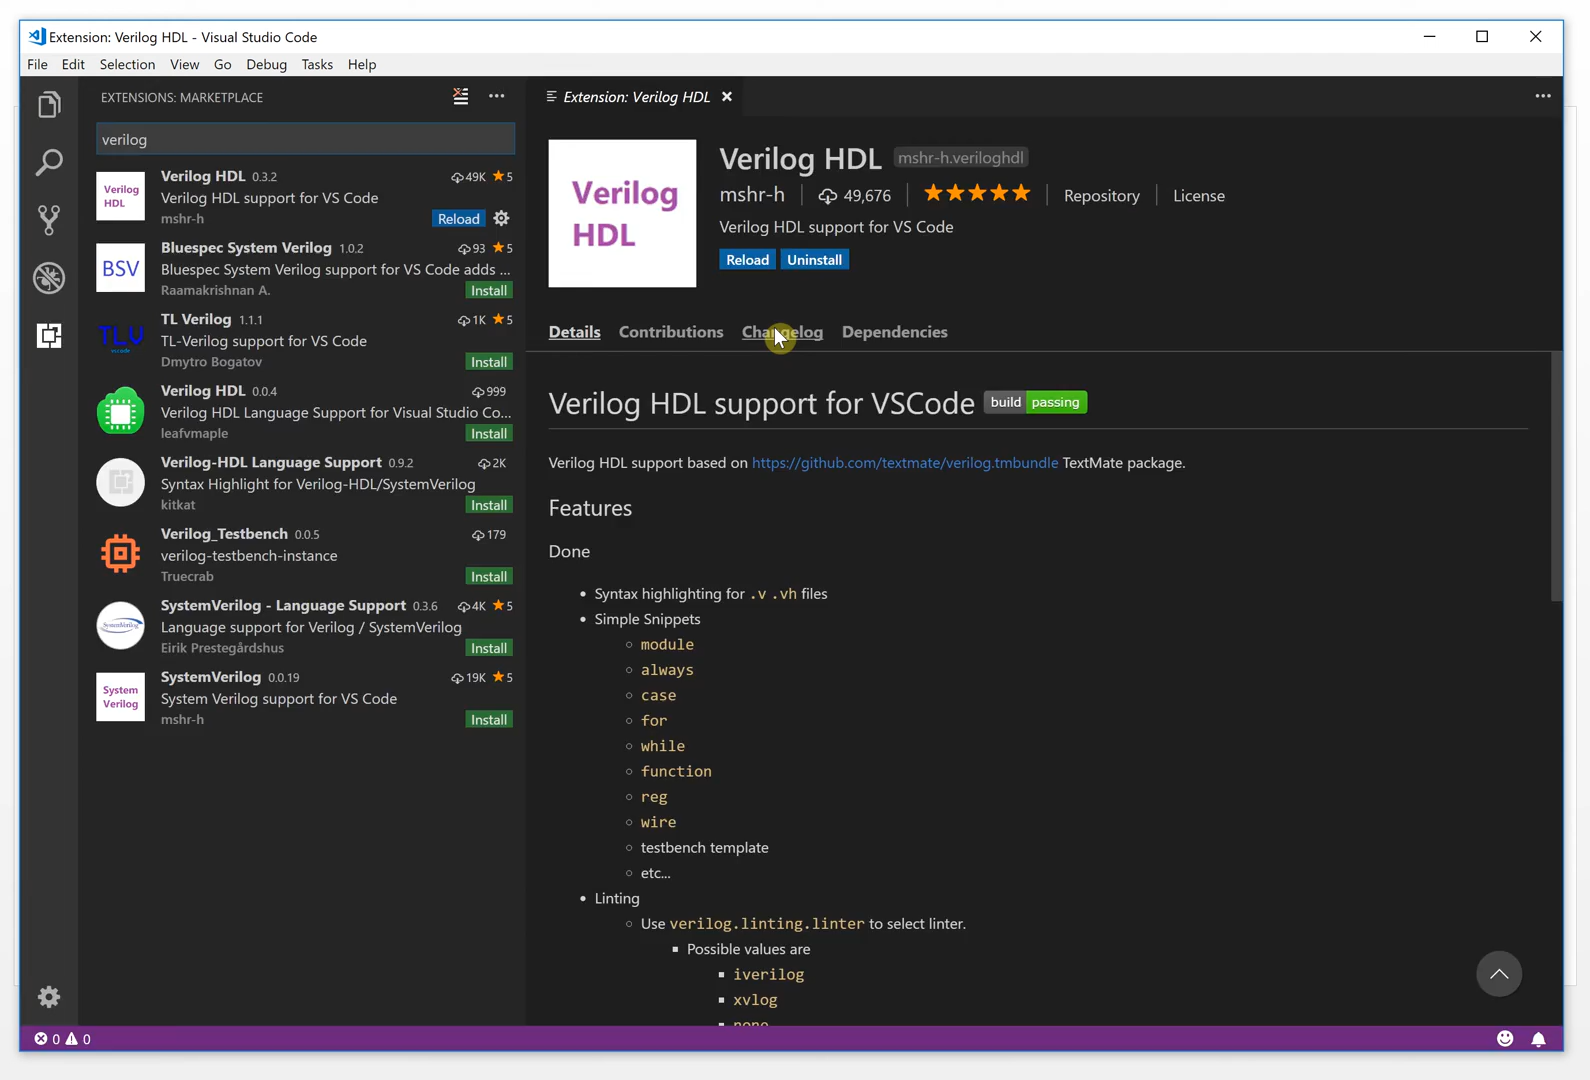 Extension: Verilog HDL - Visual Studio Code
File Edit Selection View Go Debug Tasks Help
EXTENSIONS: MARKETPLACE
verilog
Verilog HDL
Verilog HDL 0.3.2 49K 5
Verilog HDL support for VS Code
mshr-h Reload
BSV
Bluespec System Verilog 1.0.2 93 5
Bluespec System Verilog support for VS Code adds ...
Raamakrishnan A. Install
TLV
vscode
TL Verilog 1.1.1 1K 5
TL-Verilog support for VS Code
Dmytro Bogatov Install
Verilog HDL 0.0.4 999
Verilog HDL Language Support for Visual Studio Co...
leafvmaple Install
Verilog-HDL Language Support 0.9.2 2K
Syntax Highlight for Verilog-HDL/SystemVerilog
kitkat Install
Verilog_Testbench 0.0.5 179
verilog-testbench-instance
Truecrab Install
SystemVerilog
SystemVerilog - Language Support 0.3.6 4K 5
Language support for Verilog / SystemVerilog
Eirik Prestegårdshus Install
System
Verilog
SystemVerilog 0.0.19 19K 5
System Verilog support for VS Code
mshr-h Install
Extension: Verilog HDL
Verilog
HDL
Verilog HDL mshr-h.veriloghdl
mshr-h 49,676 Repository License
Verilog HDL support for VS Code
Reload Uninstall
Details Contributions Changelog Dependencies
Verilog HDL support for VSCode build passing
Verilog HDL support based on https://github.com/textmate/verilog.tmbundle TextMate package.
Features
Done
Syntax highlighting for .v .vh files
Simple Snippets
module
always
case
for
while
function
reg
wire
testbench template
etc...
Linting
Use verilog.linting.linter to select linter.
Possible values are
iverilog
xvlog
none
0 0